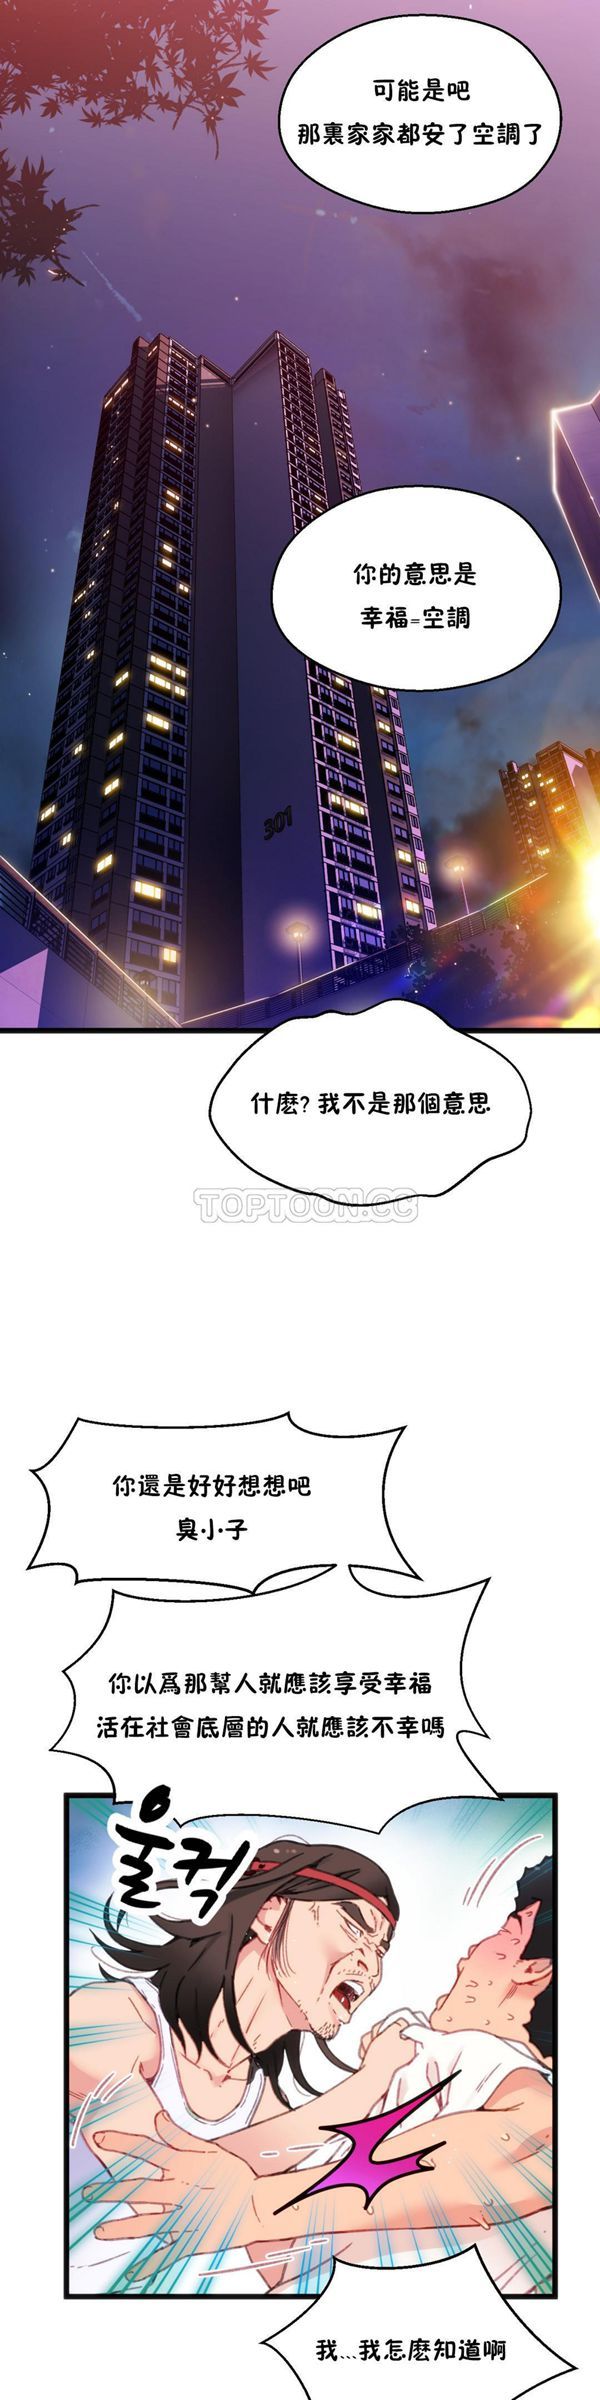 可能是吧
那裏家家都安了空調了
你的意思是
幸福=空調
301
什麽? 我不是那個意思
TOPTOON.CC
你還是好好想想吧
臭小子
你以爲那幫人就應該享受幸福
活在社會底層的人就應該不幸嗎
울컥
我...我怎麽知道啊